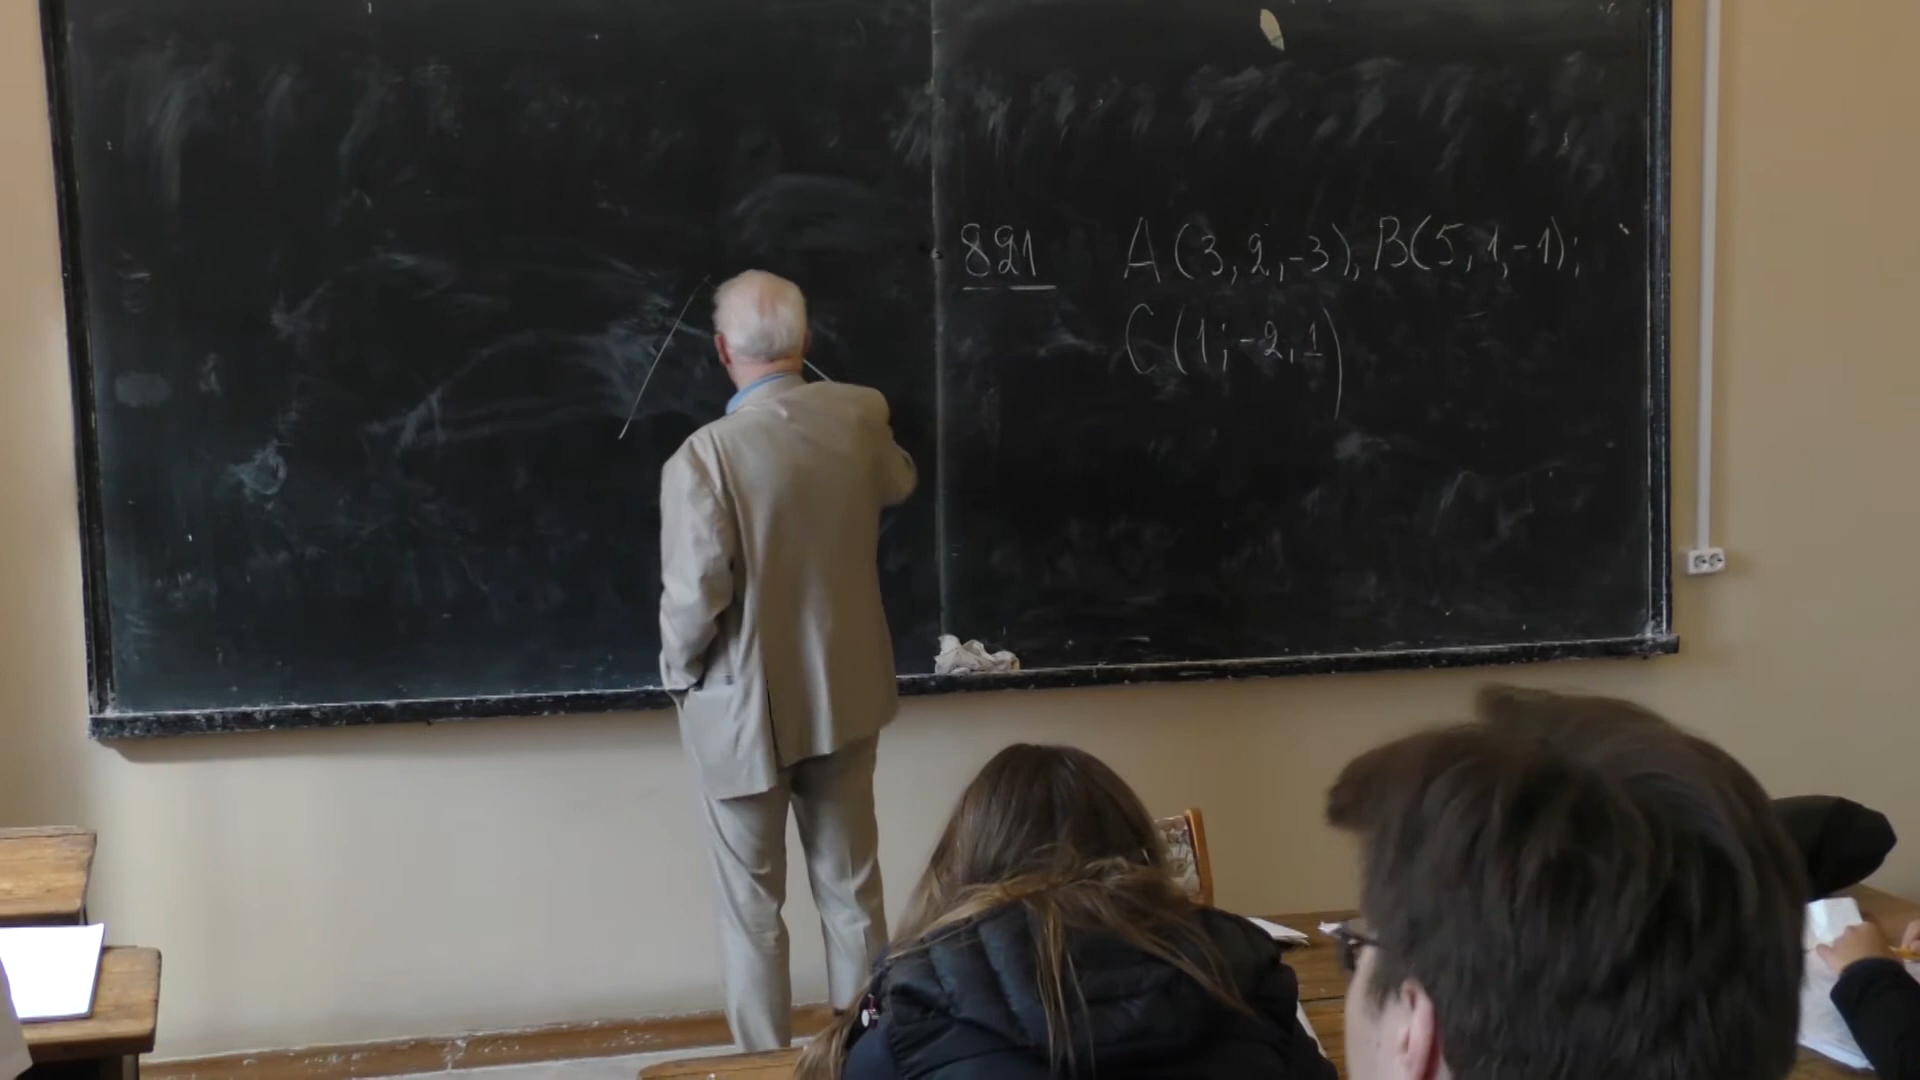 821 A(3,2,-3), B(5,1,-1);
C(1;-2,1)